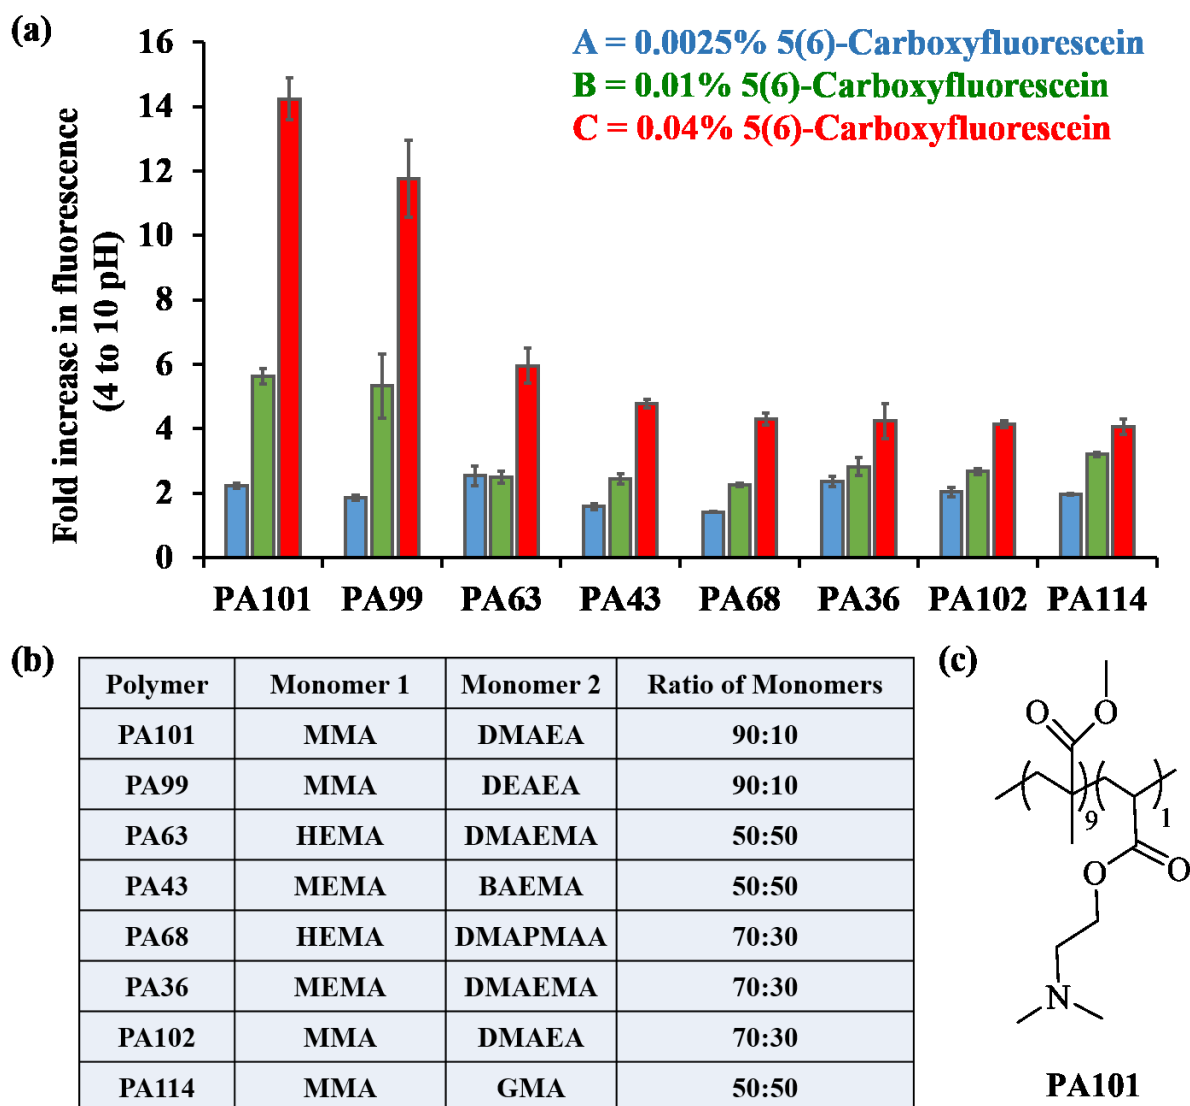 (a)
A = 0.0025% 5(6)-Carboxyfluorescein
B = 0.01% 5(6)-Carboxyfluorescein
C = 0.04% 5(6)-Carboxyfluorescein
Fold increase in fluorescence
(4 to 10 pH)
16
14
12
10
8
6
4
2
0
PA101 PA99 PA63 PA43 PA68 PA36 PA102 PA114
(b)
Polymer Monomer 1 Monomer 2 Ratio of Monomers
PA101 MMA DMAEA 90:10
PA99 MMA DEAEA 90:10
PA63 HEMA DMAEMA 50:50
PA43 MEMA BAEMA 50:50
PA68 HEMA DMAPMAA 70:30
PA36 MEMA DMAEMA 70:30
PA102 MMA DMAEA 70:30
PA114 MMA GMA 50:50
(c)
O O
9 1
O O
N
PA101